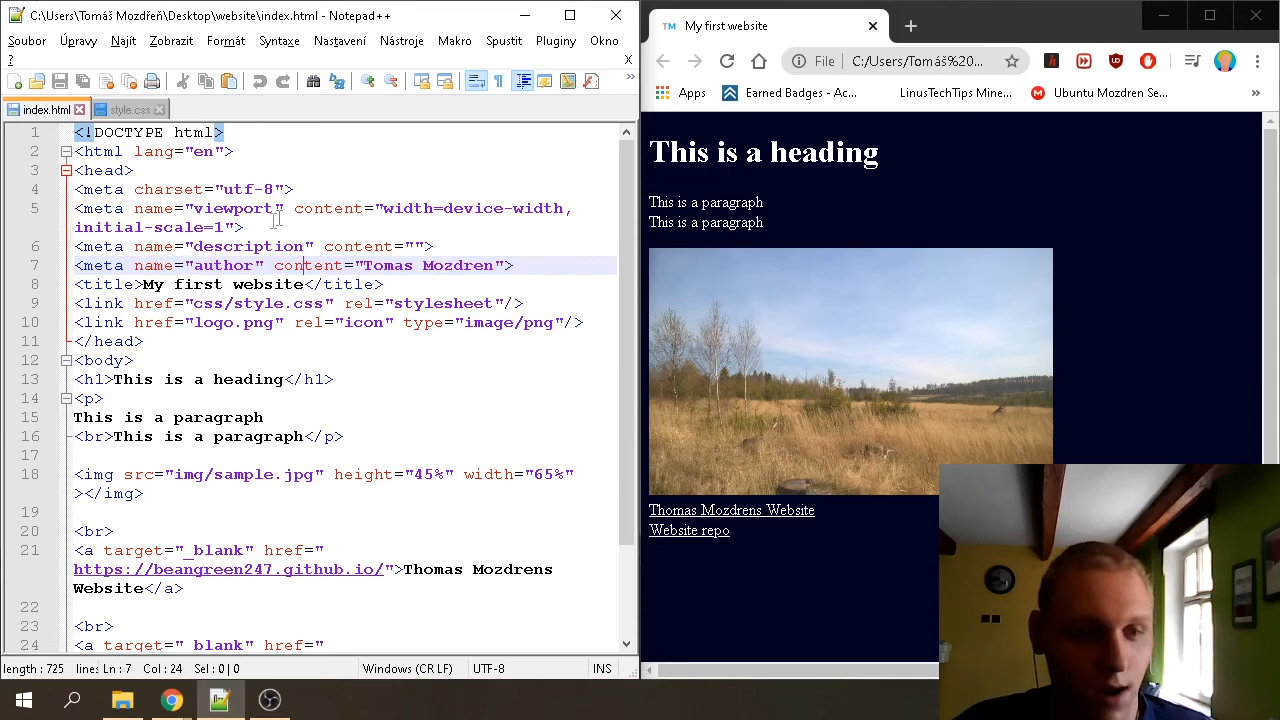 C:\Users\Tomáš Mozdřeň\Desktop\website\index.html - Notepad++
Soubor Úpravy Najít Zobrazit Formát Syntaxe Nastavení Nástroje Makro Spustit Pluginy Okno
? X
index.html style.css
1 <!DOCTYPE html>
2 <html lang="en">
3 <head>
4 <meta charset="utf-8">
5 <meta name="viewport" content="width=device-width,
initial-scale=1">
6 <meta name="description" content="">
7 <meta name="author" content="Tomas Mozdren">
8 <title>My first website</title>
9 <link href="css/style.css" rel="stylesheet"/>
10 <link href="logo.png" rel="icon" type="image/png"/>
11 </head>
12 <body>
13 <h1>This is a heading</h1>
14 <p>
15 This is a paragraph
16 <br>This is a paragraph</p>
17
18 <img src="img/sample.jpg" height="45%" width="65%"
></img>
19
20 <br>
21 <a target="_blank" href="
https://beangreen247.github.io/">Thomas Mozdrens
Website</a>
22
23 <br>
24 <a target="_blank" href="
length : 725 lines Ln : 7 Col : 24 Sel : 0 | 0 Windows (CR LF) UTF-8 INS
TM My first website
File C:/Users/Tomáš%20...
Apps Earned Badges - Ac... LinusTechTips Mine... Ubuntu Mozdren Se... »
This is a heading
This is a paragraph
This is a paragraph
Thomas Mozdrens Website
Website repo